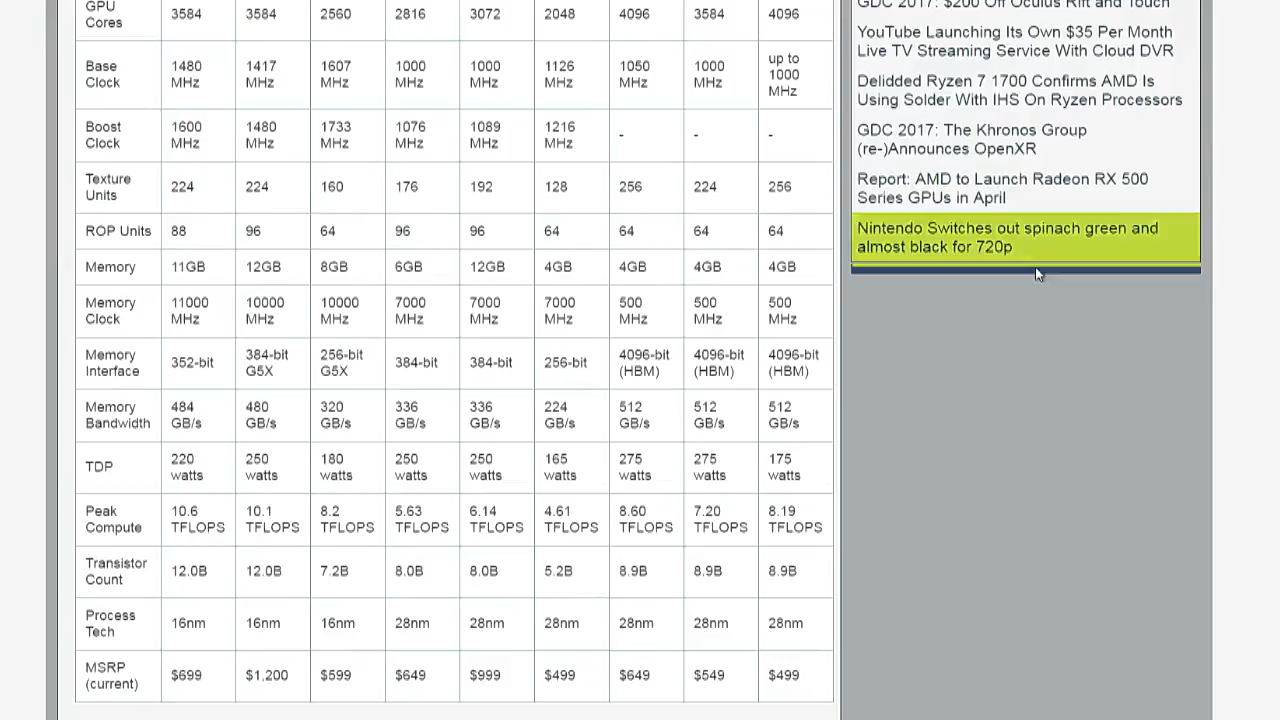 GPU 3584 3584 2560 2816 3072 2048 4096 3584 4096
Cores
Base 1480 1417 1607 1000 1000 1126 1050 1000 up to
Clock MHz MHz MHz MHz MHz MHz MHz MHz 1000
MHz
Boost 1600 1480 1733 1076 1089 1216 - - -
Clock MHz MHz MHz MHz MHz MHz
Texture 224 224 160 176 192 128 256 224 256
Units
ROP Units 88 96 64 96 96 64 64 64 64
Memory 11GB 12GB 8GB 6GB 12GB 4GB 4GB 4GB 4GB
Memory 11000 10000 10000 7000 7000 7000 500 500 500
Clock MHz MHz MHz MHz MHz MHz MHz MHz MHz
Memory 352-bit 384-bit 256-bit 384-bit 384-bit 256-bit 4096-bit 4096-bit 4096-bit
Interface G5X G5X (HBM) (HBM) (HBM)
Memory 484 480 320 336 336 224 512 512 512
Bandwidth GB/s GB/s GB/s GB/s GB/s GB/s GB/s GB/s GB/s
TDP 220 250 180 250 250 165 275 275 175
watts watts watts watts watts watts watts watts watts
Peak 10.6 10.1 8.2 5.63 6.14 4.61 8.60 7.20 8.19
Compute TFLOPS TFLOPS TFLOPS TFLOPS TFLOPS TFLOPS TFLOPS TFLOPS TFLOPS
Transistor 12.0B 12.0B 7.2B 8.0B 8.0B 5.2B 8.9B 8.9B 8.9B
Count
Process 16nm 16nm 16nm 28nm 28nm 28nm 28nm 28nm 28nm
Tech
MSRP $699 $1,200 $599 $649 $999 $499 $649 $549 $499
(current)
GDC 2017: $200 Off Oculus Rift and Touch
YouTube Launching Its Own $35 Per Month
Live TV Streaming Service With Cloud DVR
Delidded Ryzen 7 1700 Confirms AMD Is
Using Solder With IHS On Ryzen Processors
GDC 2017: The Khronos Group
(re-)Announces OpenXR
Report: AMD to Launch Radeon RX 500
Series GPUs in April
Nintendo Switches out spinach green and
almost black for 720p